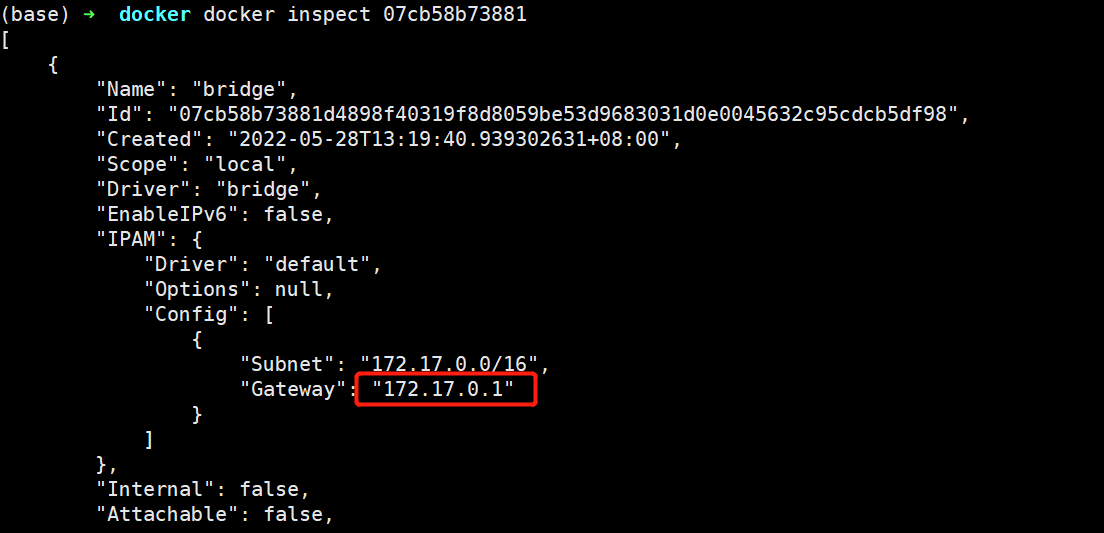 (base) ➜  docker docker inspect 07cb58b73881
[
    {
        "Name": "bridge",
        "Id": "07cb58b73881d4898f40319f8d8059be53d9683031d0e0045632c95cdcb5df98",
        "Created": "2022-05-28T13:19:40.939302631+08:00",
        "Scope": "local",
        "Driver": "bridge",
        "EnableIPv6": false,
        "IPAM": {
            "Driver": "default",
            "Options": null,
            "Config": [
                {
                    "Subnet": "172.17.0.0/16",
                    "Gateway": "172.17.0.1"
                }
            ]
        },
        "Internal": false,
        "Attachable": false,